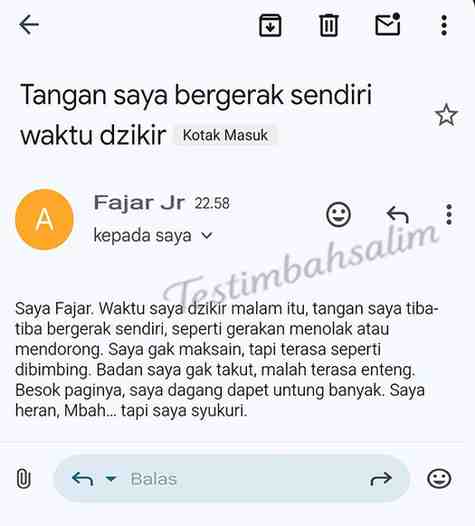 Tangan saya bergerak sendiri
waktu dzikir Kotak Masuk
A
Fajar Jr 22.58
kepada saya
Testimbahsalim
Saya Fajar. Waktu saya dzikir malam itu, tangan saya tiba-
tiba bergerak sendiri, seperti gerakan menolak atau
mendorong. Saya gak maksain, tapi terasa seperti
dibimbing. Badan saya gak takut, malah terasa enteng.
Besok paginya, saya dagang dapet untung banyak. Saya
heran, Mbah... tapi saya syukuri.
Balas